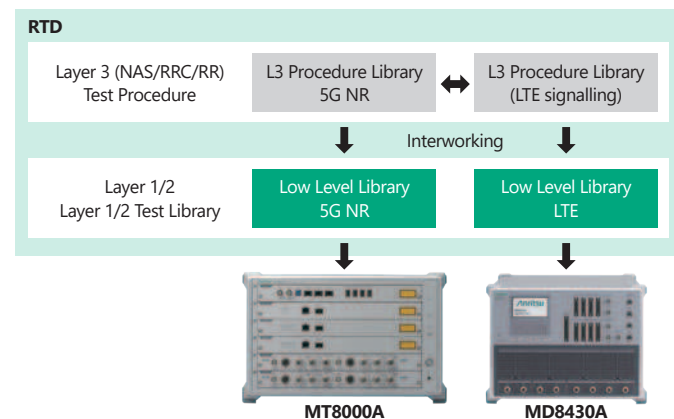 RTD
Layer 3 (NAS/RRC/RR)
Test Procedure
L3 Procedure Library
5G NR
L3 Procedure Library
(LTE signalling)
Interworking
Layer 1/2
Layer 1/2 Test Library
Low Level Library
5G NR
Low Level Library
LTE
Anritsu
MT8000A
MD8430A